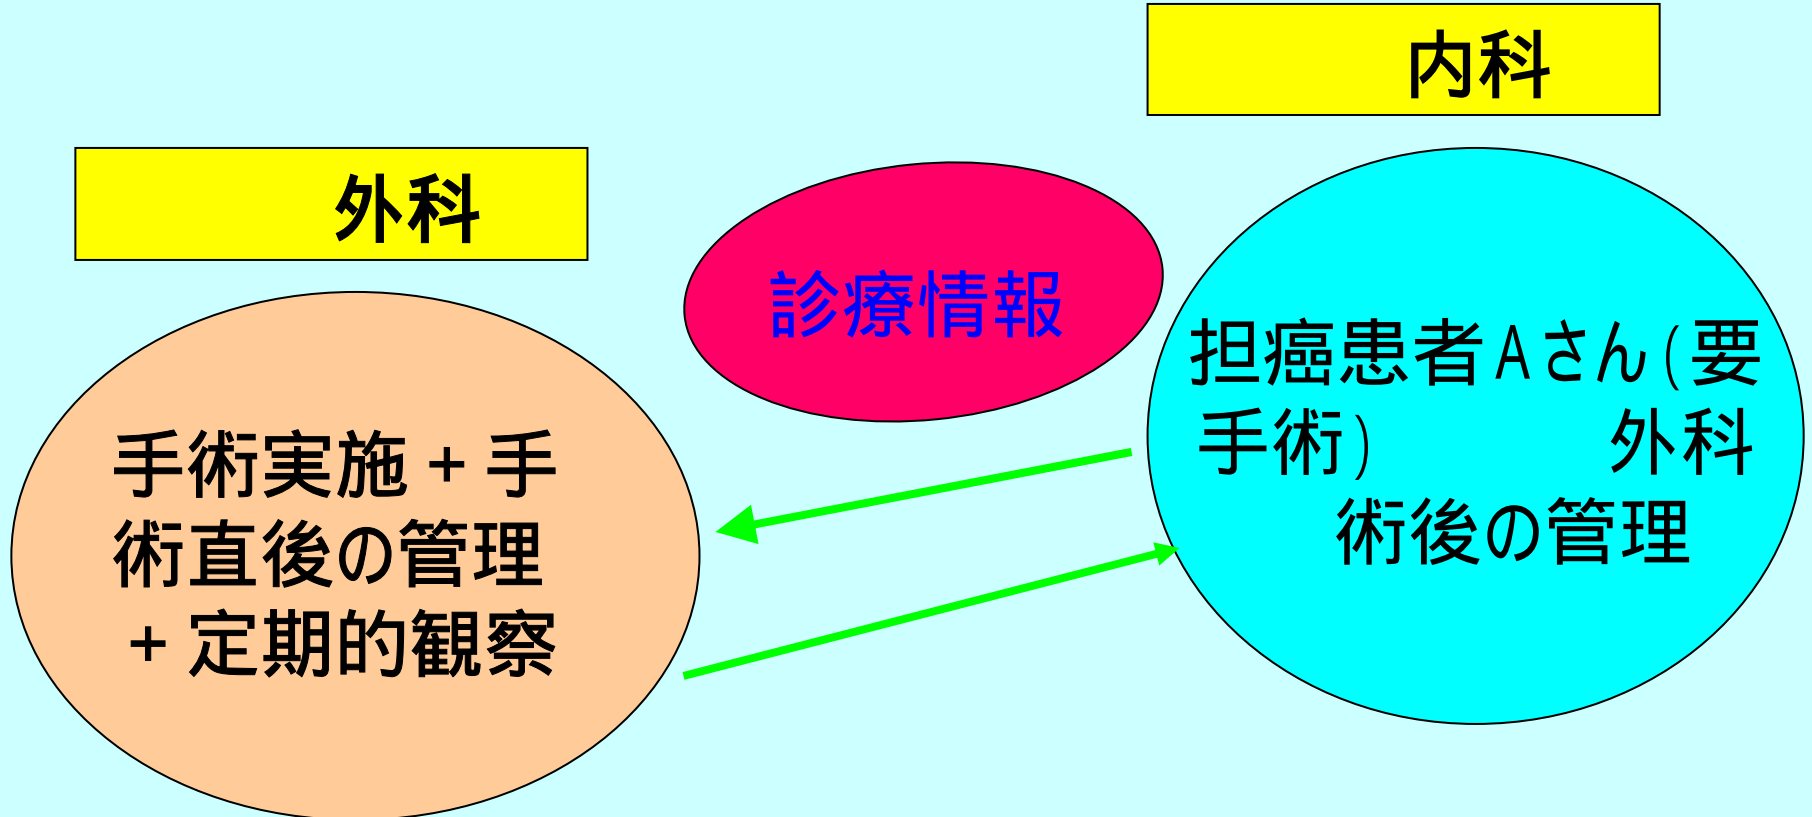 内科
外科
診療情報
担癌患者Aさん(要
手術) 外科
術後の管理
手術実施+手
術直後の管理
+定期的観察